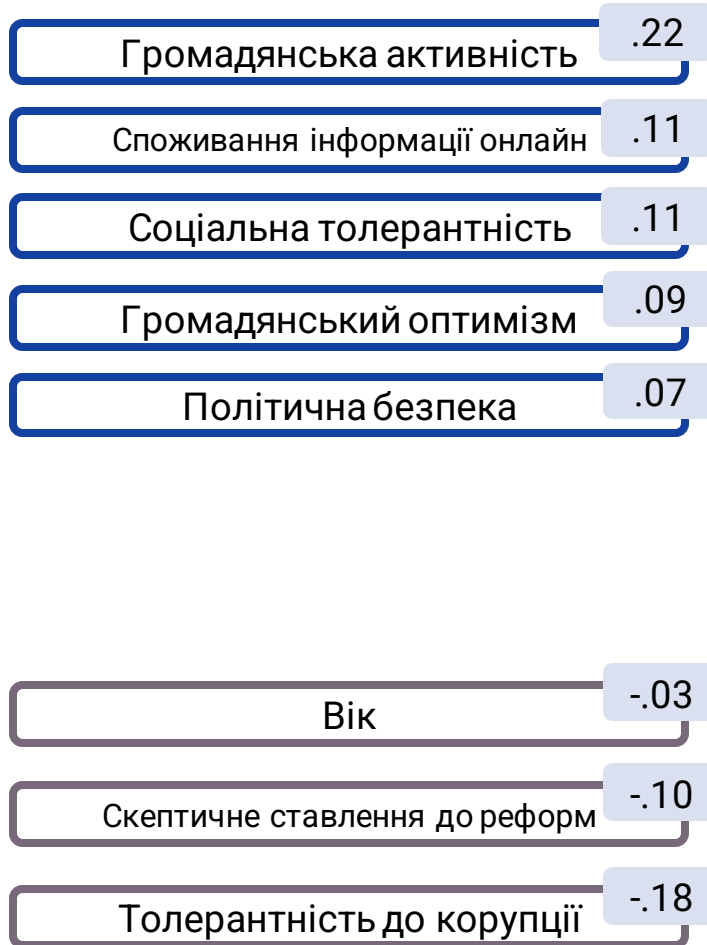 .22
Громадянська активність
.11
Споживання інформації онлайн
.11
Соціальна толерантність
.09
Громадянський оптимізм
.07
Політична безпека
-.03
Вік
-.10
Скептичне ставлення до реформ
-.18
Толерантність до корупції